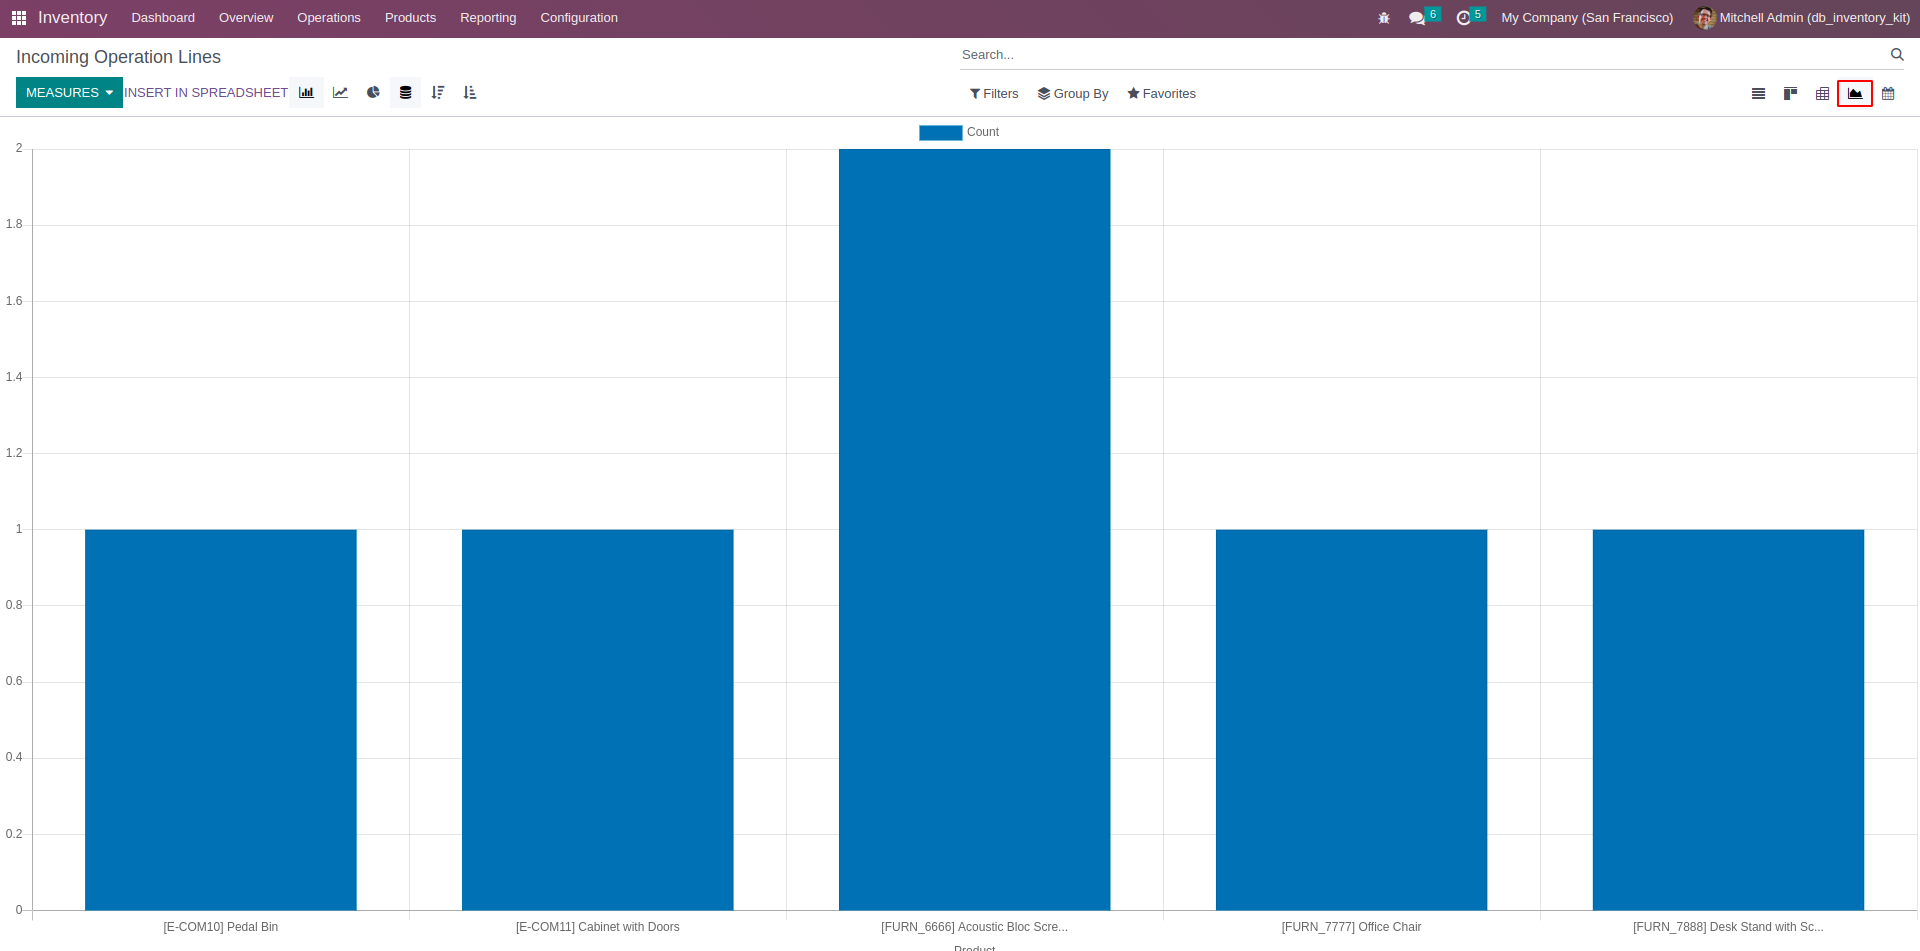 Inventory Dashboard Overview Operations Products Reporting Configuration 6 5 My Company (San Francisco) Mitchell Admin (db_inventory_kit)
Incoming Operation Lines Search...
MEASURES INSERT IN SPREADSHEET Filters Group By Favorites
Count
2
1.8
1.6
1.4
1.2
1
0.8
0.6
0.4
0.2
0
[E-COM10] Pedal Bin [E-COM11] Cabinet with Doors [FURN_6666] Acoustic Bloc Scre... [FURN_7777] Office Chair [FURN_7888] Desk Stand with Sc...
Product